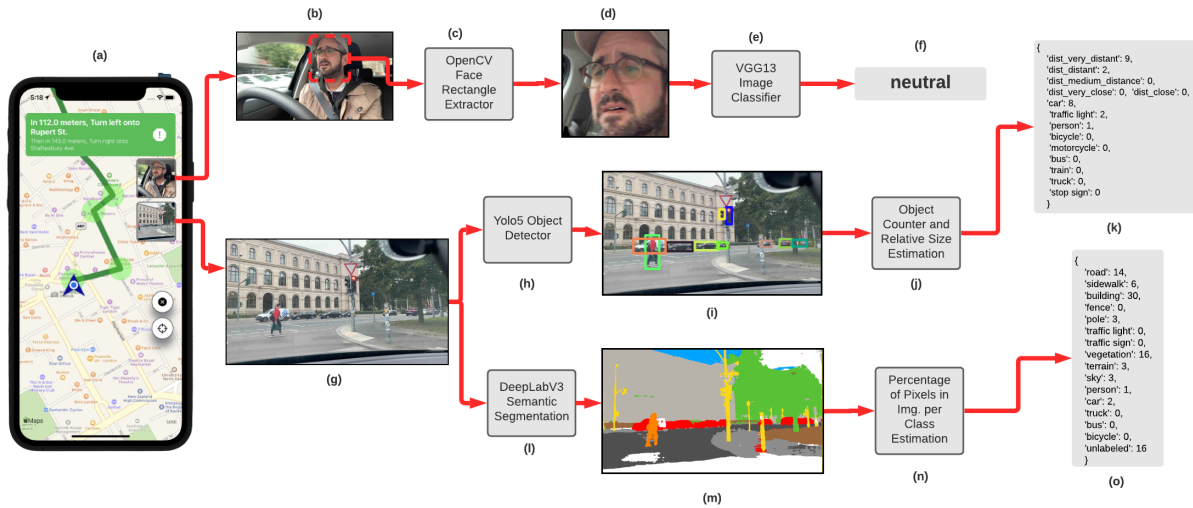 (a)
5:18
In 112.0 meters, Turn left onto
Rupert St.
Then in 145.0 meters, Turn right onto
Shaftesbury Ave
Maps
(b)
(c)
OpenCV
Face
Rectangle
Extractor
(d)
(e)
VGG13
Image
Classifier
(f)
neutral
(g)
Yolo5 Object
Detector
(h)
(i)
Object
Counter and
Relative Size
Estimation
(j)
{
'dist_very_distant': 9,
'dist_distant': 2,
'dist_medium_distance': 0,
'dist_very_close': 0, 'dist_close': 0,
'car': 8,
'traffic light': 2,
'person': 1,
'bicycle': 0,
'motorcycle': 0,
'bus': 0,
'train': 0,
'truck': 0,
'stop sign': 0
}
(k)
DeepLabV3
Semantic
Segmentation
(l)
(m)
Percentage
of Pixels in
Img. per
Class
Estimation
(n)
{
'road': 14,
'sidewalk': 6,
'building': 30,
'fence': 0,
'pole': 3,
'traffic light': 0,
'traffic sign': 0,
'vegetation': 16,
'terrain': 3,
'sky': 3,
'person': 1,
'car': 2,
'truck': 0,
'bus': 0,
'bicycle': 0,
'unlabeled': 16
}
(o)